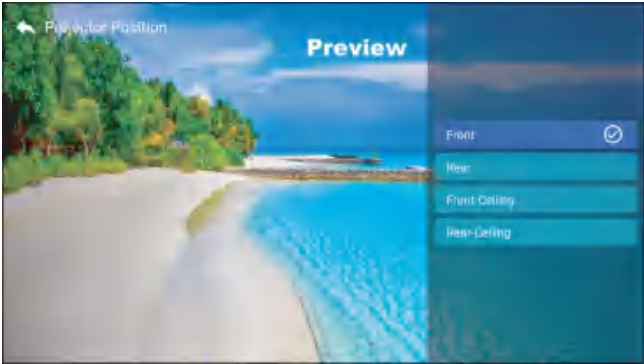 Projector Position
Preview
Front
Rear
Front Ceiling
Rear Ceiling